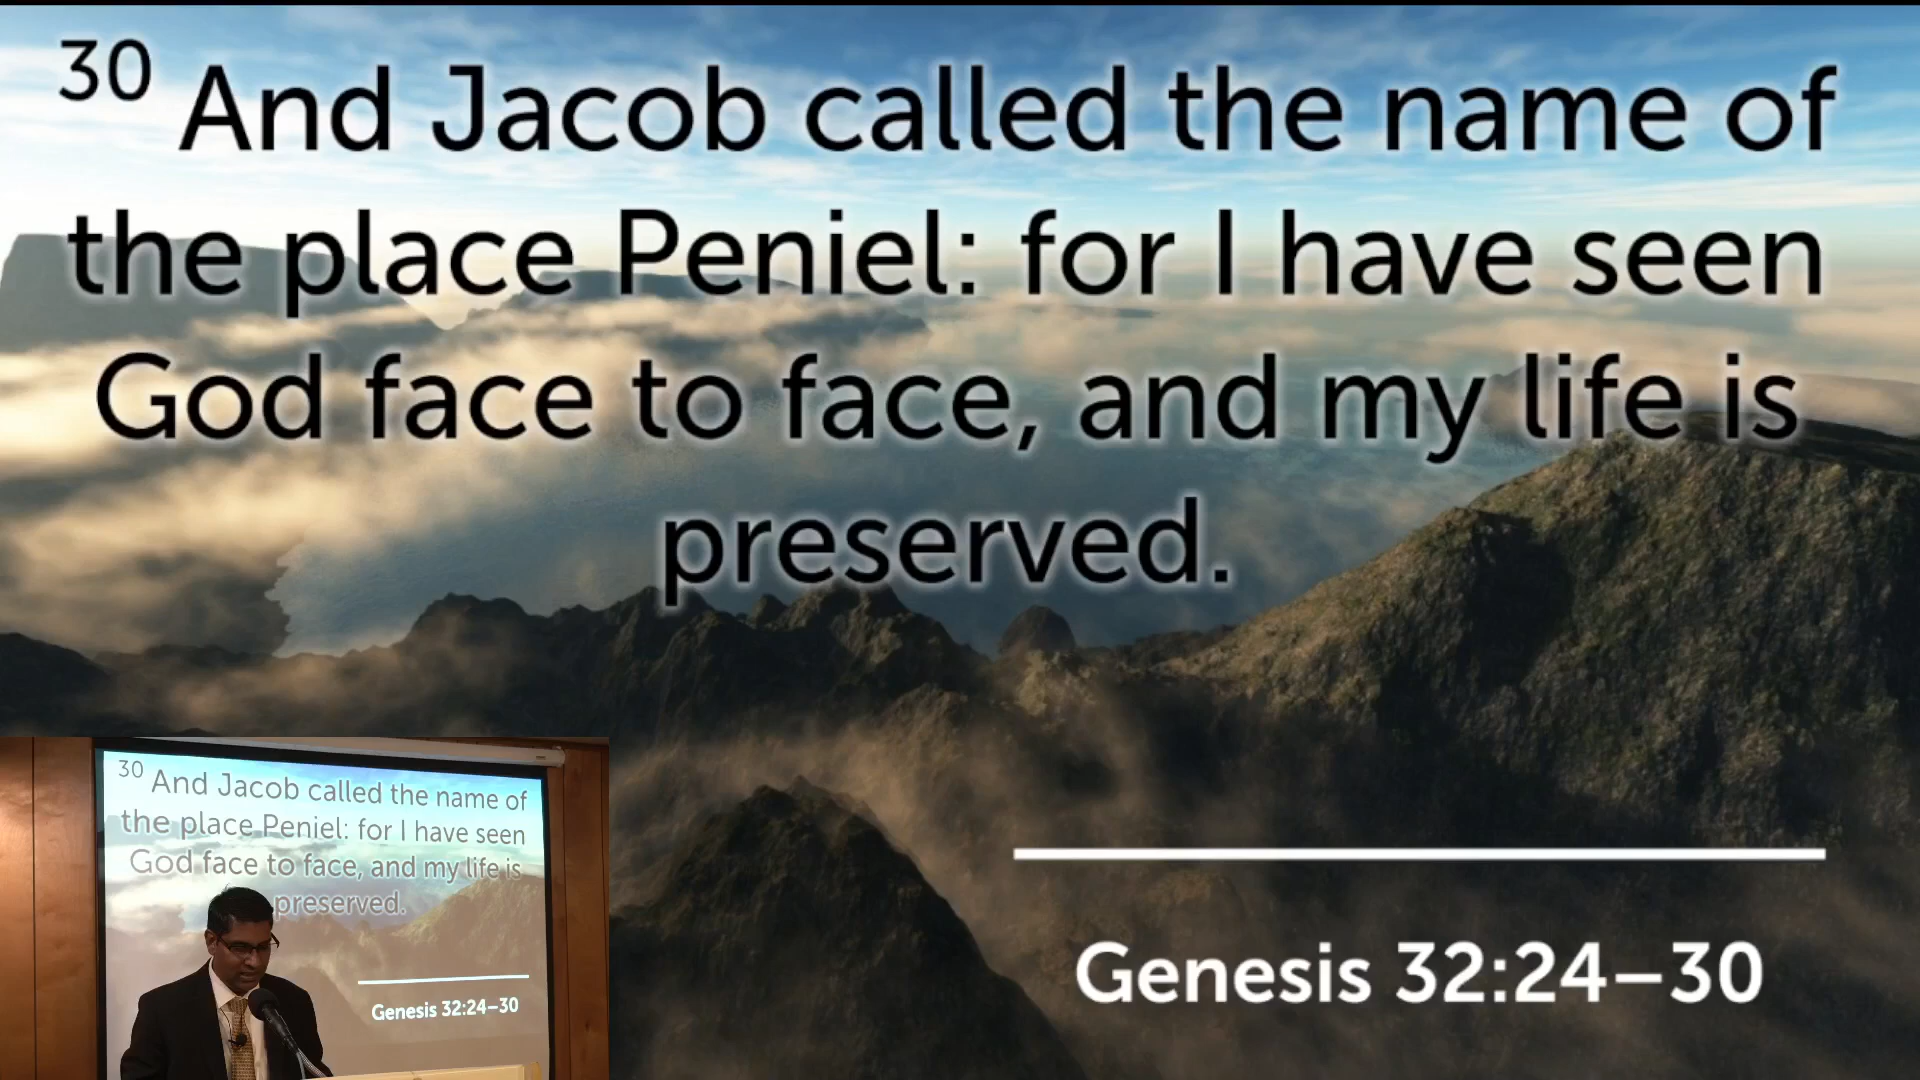 30 And Jacob called the name of
the place Peniel: for I have seen
God face to face, and my life is
preserved.
Genesis 32:24–30
30 And Jacob called the name of
the place Peniel: for I have seen
God face to face, and my life is
preserved.
Genesis 32:24–30